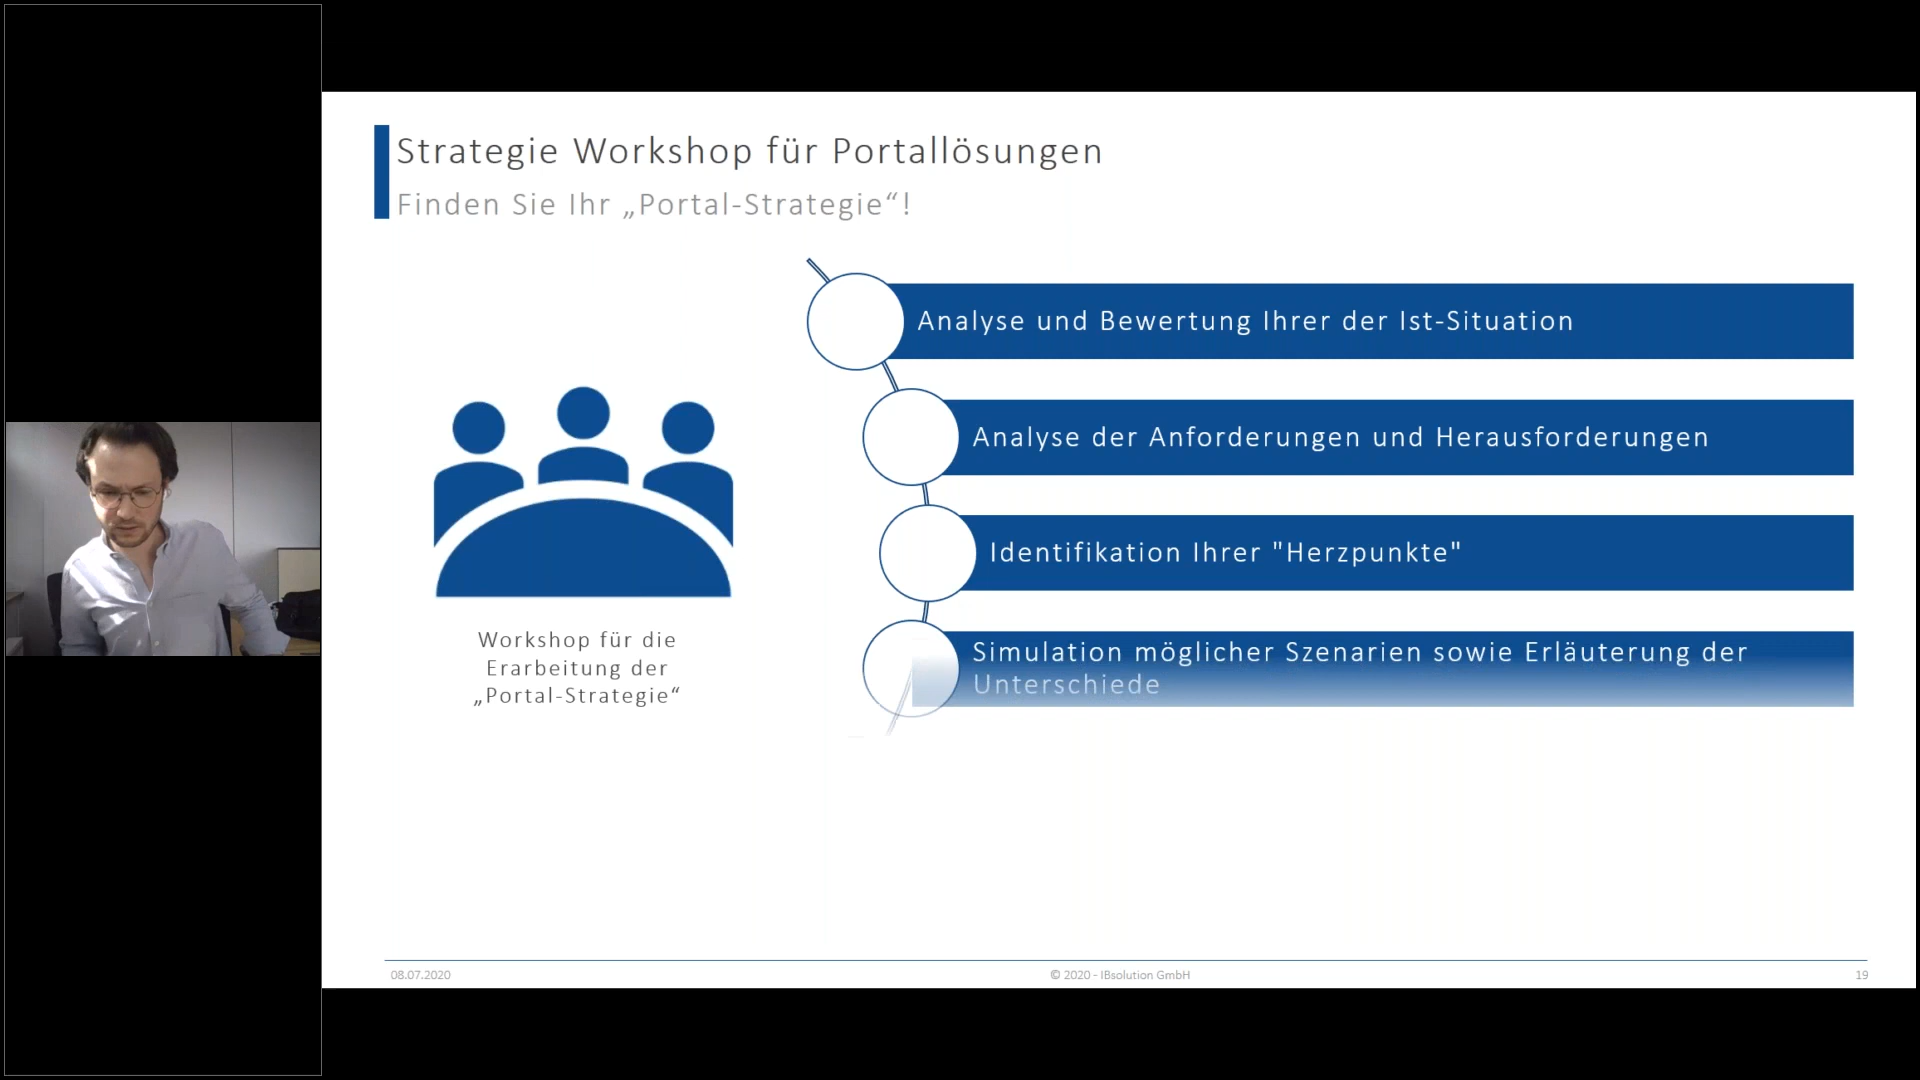 Strategie Workshop für Portallösungen
Finden Sie Ihr „Portal-Strategie“!
Analyse und Bewertung Ihrer der Ist-Situation
Analyse der Anforderungen und Herausforderungen
Identifikation Ihrer "Herzpunkte"
Simulation möglicher Szenarien sowie Erläuterung der
Unterschiede
Workshop für die
Erarbeitung der
„Portal-Strategie“
08.07.2020
© 2020 - IBsolution GmbH
19